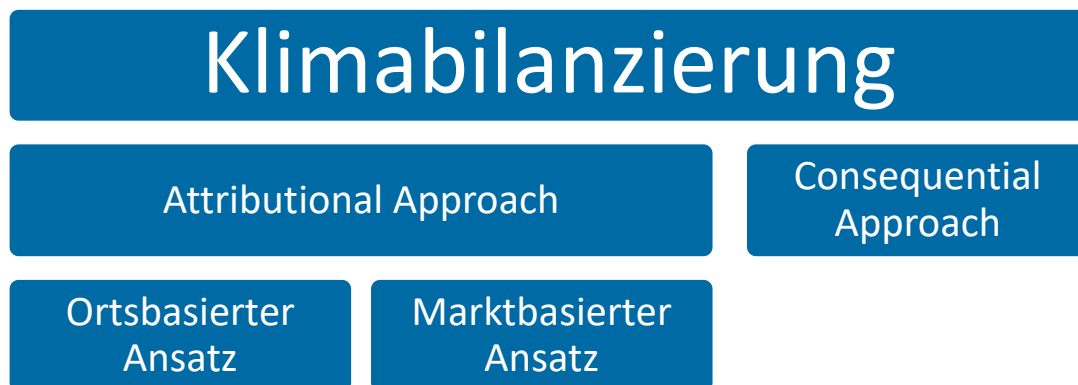 Klimabilanzierung
Attributional Approach
Consequential
Approach
Ortsbasierter
Ansatz
Marktbasierter
Ansatz